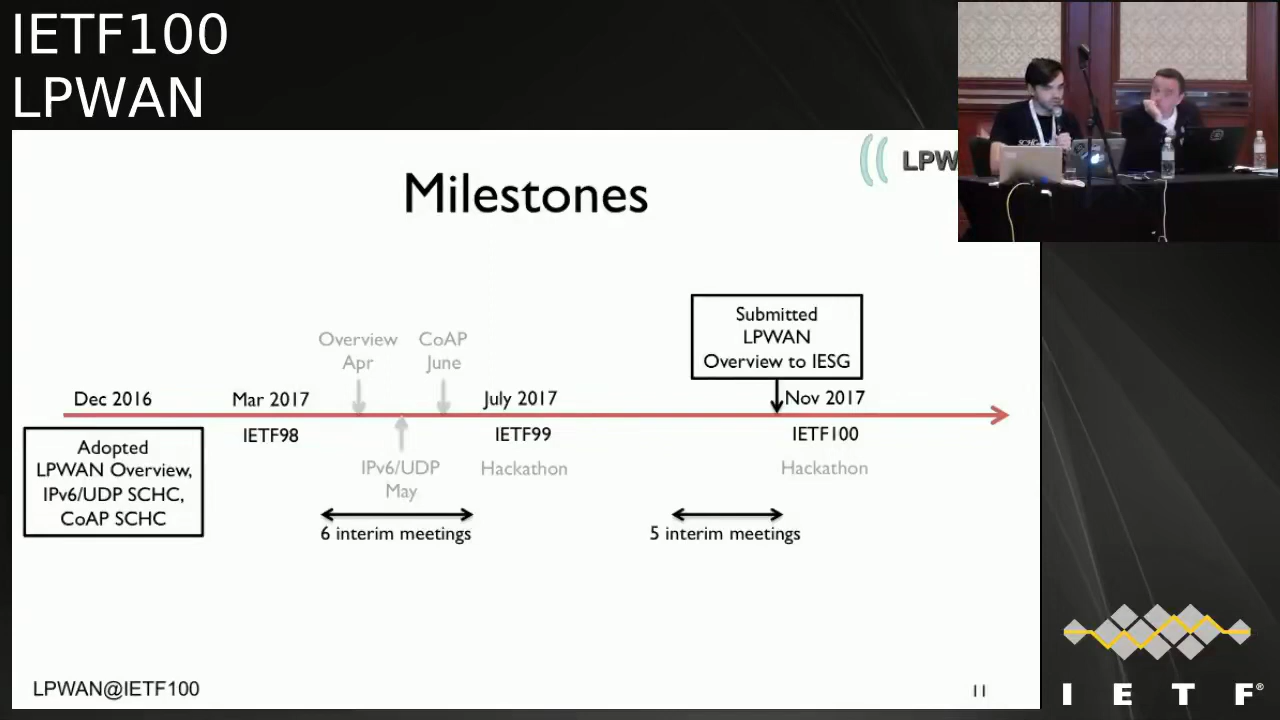 IETF100
LPWAN
LPW
Milestones
Submitted
LPWAN
Overview to IESG
Overview
Apr
CoAP
June
Dec 2016
Mar 2017
July 2017
Nov 2017
IETF98
IETF99
IETF100
Adopted
LPWAN Overview,
IPv6/UDP SCHC,
CoAP SCHC
IPv6/UDP
May
Hackathon
Hackathon
6 interim meetings
5 interim meetings
LPWAN@IETF100
11
I E T F®